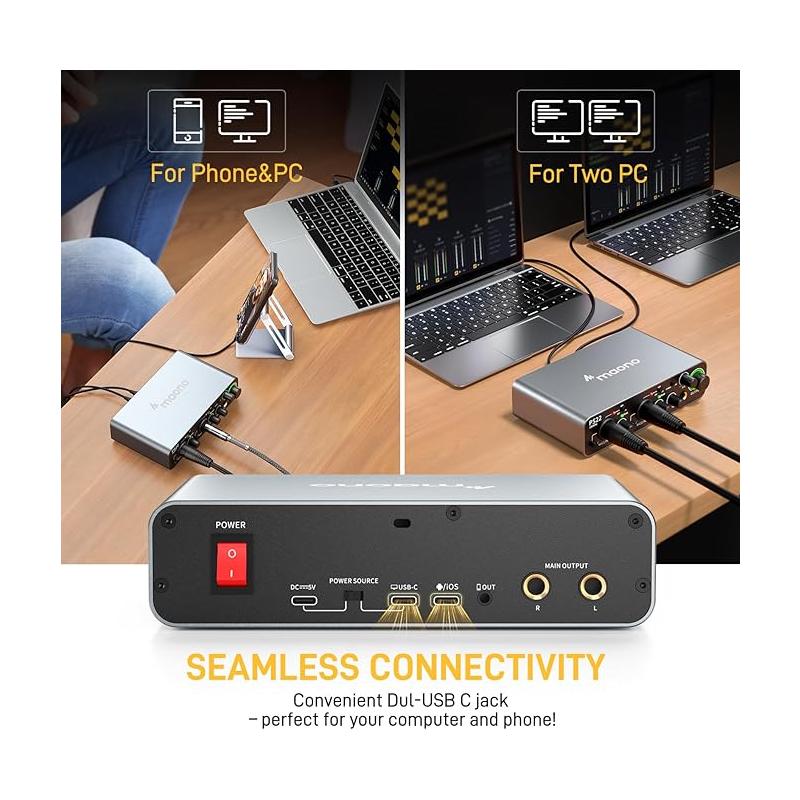 For Phone&PC
For Two PC
maono
maono
PS22
maono
POWER
O
I
DC⎓5V
POWER SOURCE
USB-C
/iOS
OUT
MAIN OUTPUT
R
L
SEAMLESS CONNECTIVITY
Convenient Dul-USB C jack
– perfect for your computer and phone!